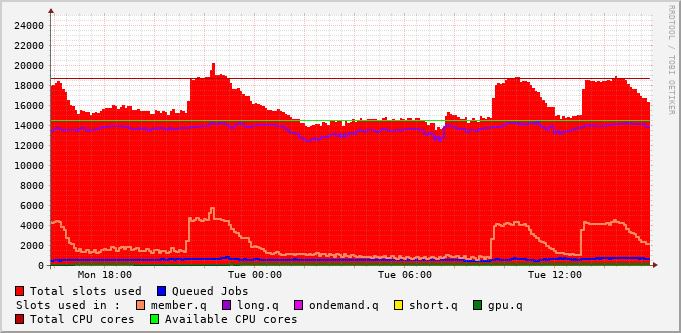 RRDTOOL / TOBI OETIKER
24000
22000
20000
18000
16000
14000
12000
10000
8000
6000
4000
2000
0
Mon 18:00 Tue 00:00 Tue 06:00 Tue 12:00
Total slots used Queued Jobs
Slots used in : member.q long.q ondemand.q short.q gpu.q
Total CPU cores Available CPU cores